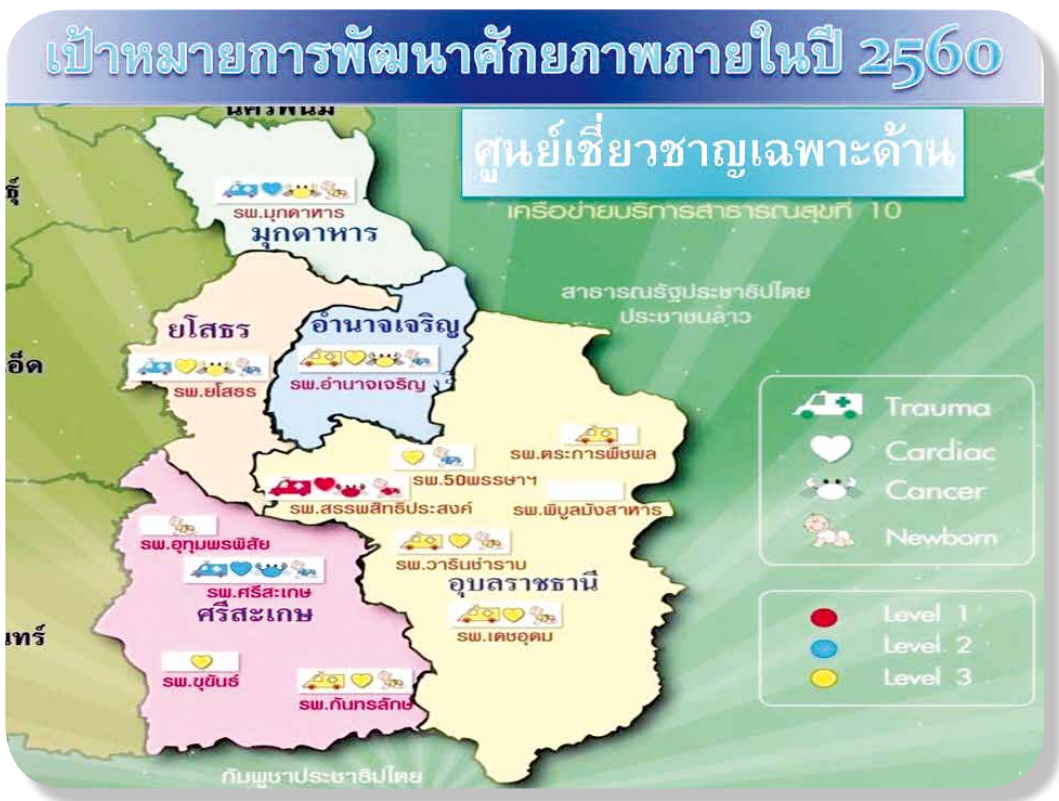 เป้าหมายการพัฒนาศักยภาพภายในปี 2560
นครพนม
ศูนย์เชี่ยวชาญเฉพาะด้าน
เครือข่ายบริการสาธารณสุขที่ 10
รพ.มุกดาหาร
มุกดาหาร
สาธารณรัฐประชาธิปไตย
ประชาชนล่าว
ยโสธร
อำนาจเจริญ
รพ.ยโสธร
รพ.อำนาจเจริญ
เอ็ด
Trauma
Cardiac
Cancer
Newborn
รพ.ตระการพืชผล
รพ.50พรรษาฯ
รพ.สรรพสิทธิประสงค์
รพ.พิบูลมังสาหาร
รพ.อุทุมพรพิสัย
รพ.วารินชำราบ
อุบลราชธานี
รพ.ศรีสะเกษ
ศรีสะเกษ
รพ.เดชอุดม
Level 1
Level 2
Level 3
รพ.ขุขันธ์
รพ.กันทรลักษ
กัมพูชาประชาธิปไตย